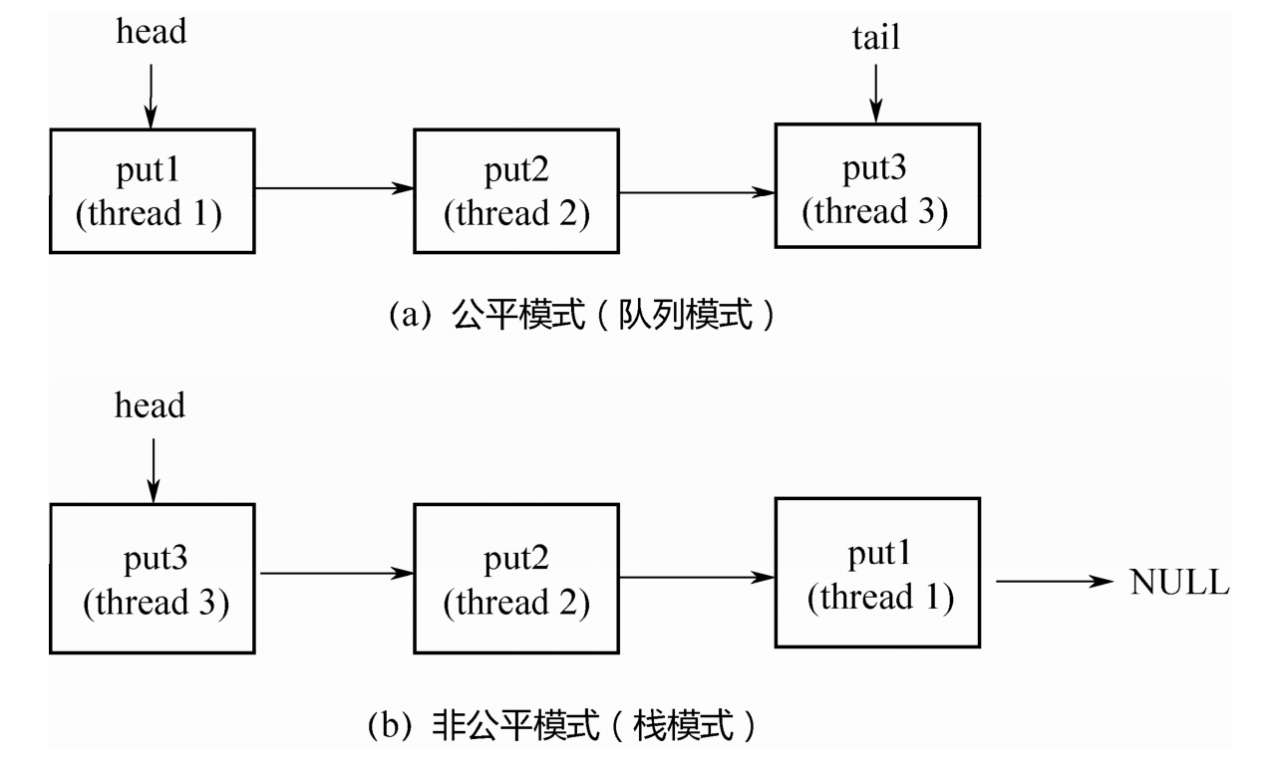 head
tail
put1
(thread 1)
put2
(thread 2)
put3
(thread 3)
(a) 公平模式（队列模式）
head
put3
(thread 3)
put2
(thread 2)
put1
(thread 1)
NULL
(b) 非公平模式（栈模式）